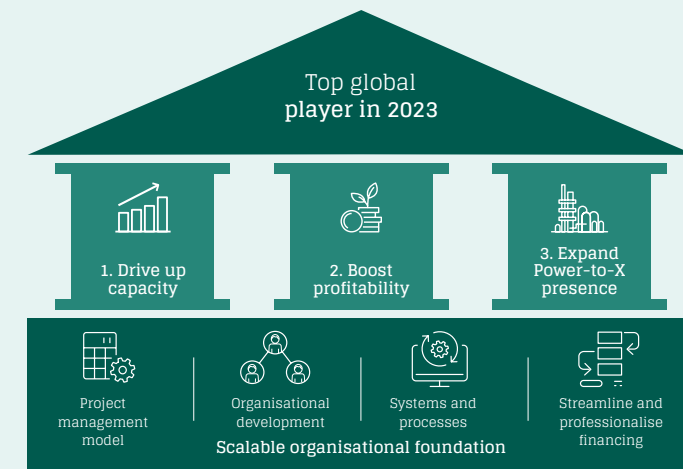 Top global
player in 2023
1. Drive up
capacity
2. Boost
profitability
3. Expand
Power-to-X
presence
Project
management
model
Organisational
development
Systems and
processes
Streamline and
professionalise
financing
Scalable organisational foundation